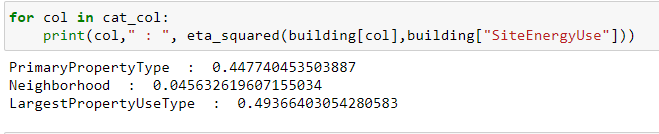 for col in cat_col:
    print(col," : ", eta_squared(building[col],building["SiteEnergyUse"]))
PrimaryPropertyType  :  0.447740453503887
Neighborhood  :  0.045632619607155034
LargestPropertyUseType  :  0.49366403054280583